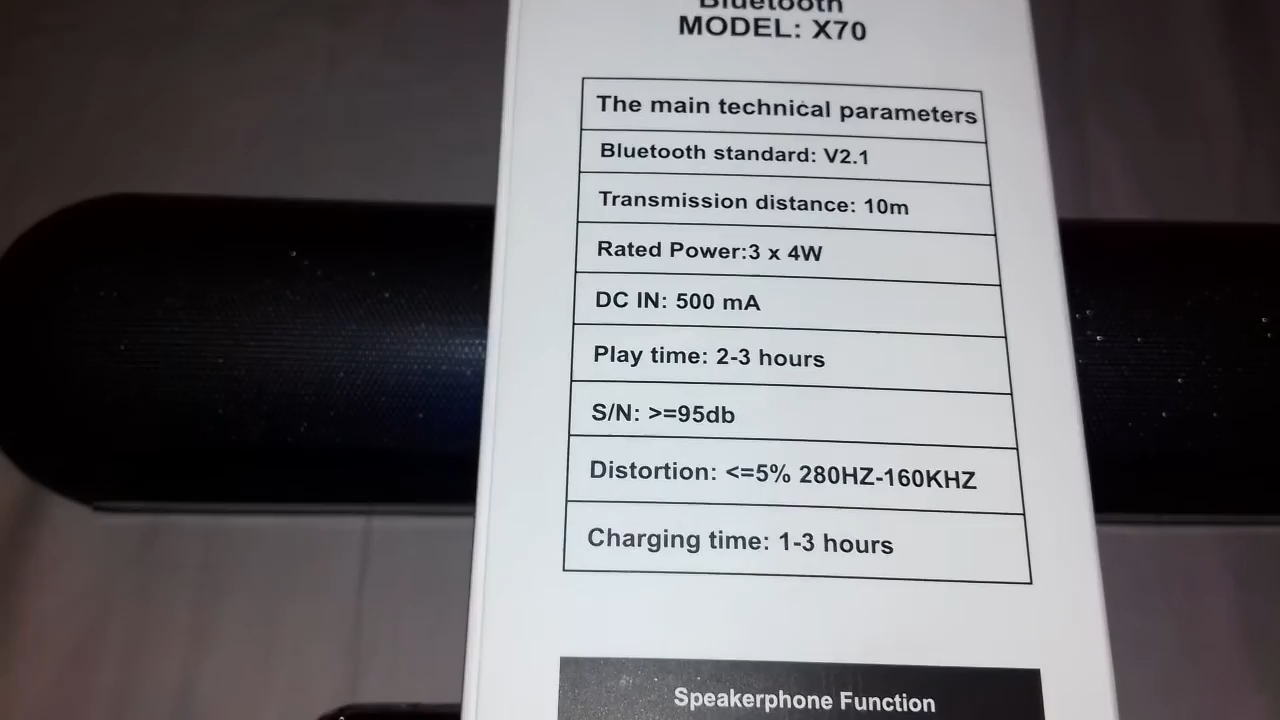 Bluetooth
MODEL: X70
The main technical parameters
Bluetooth standard: V2.1
Transmission distance: 10m
Rated Power:3 x 4W
DC IN: 500 mA
Play time: 2-3 hours
S/N: >=95db
Distortion: <=5% 280HZ-160KHZ
Charging time: 1-3 hours
Speakerphone Function